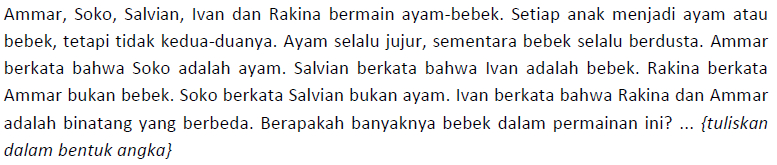 Ammar, Soko, Salvian, Ivan dan Rakina bermain ayam-bebek. Setiap anak menjadi ayam atau
bebek, tetapi tidak kedua-duanya. Ayam selalu jujur, sementara bebek selalu berdusta. Ammar
berkata bahwa Soko adalah ayam. Salvian berkata bahwa Ivan adalah bebek. Rakina berkata
Ammar bukan bebek. Soko berkata Salvian bukan ayam. Ivan berkata bahwa Rakina dan Ammar
adalah binatang yang berbeda. Berapakah banyaknya bebek dalam permainan ini? ... {tuliskan
dalam bentuk angka}